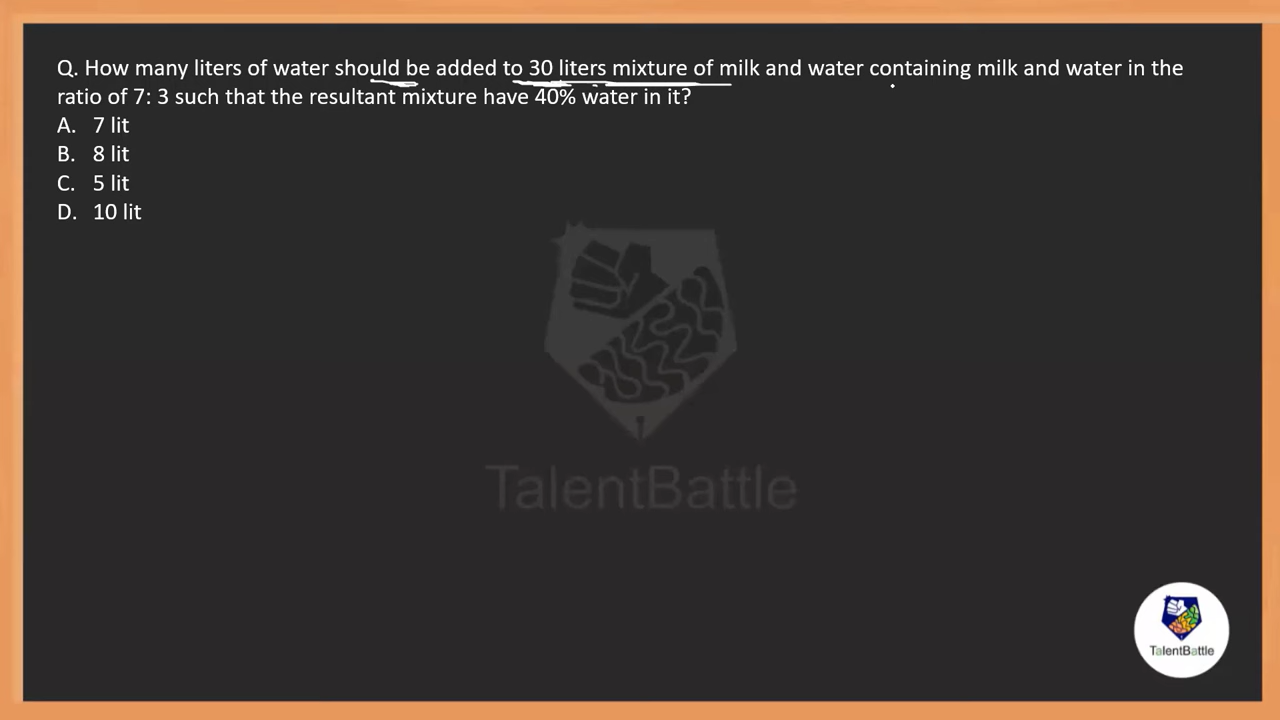 Q. How many liters of water should be added to 30 liters mixture of milk and water containing milk and water in the
ratio of 7: 3 such that the resultant mixture have 40% water in it?
A. 7 lit
B. 8 lit
C. 5 lit
D. 10 lit
TalentBattle
TalentBattle